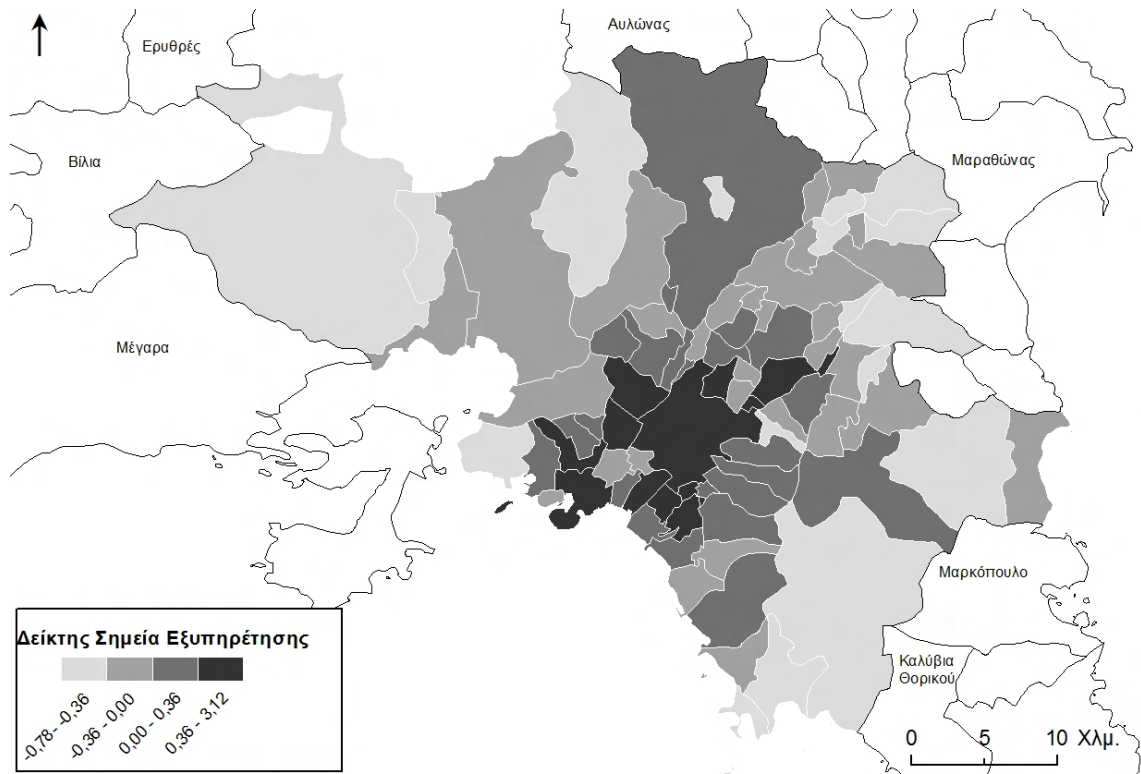 Αυλώνας
Ερυθρές
Βίλια
Μαραθώνας
Μέγαρα
Μαρκόπουλο
Καλύβια
Θορικού
Δείκτης Σημεία Εξυπηρέτησης
-0,78- -0,36
-0,36 - 0,00
0,00 - 0,36
0,36 - 3,12
0 5 10 Χλμ.